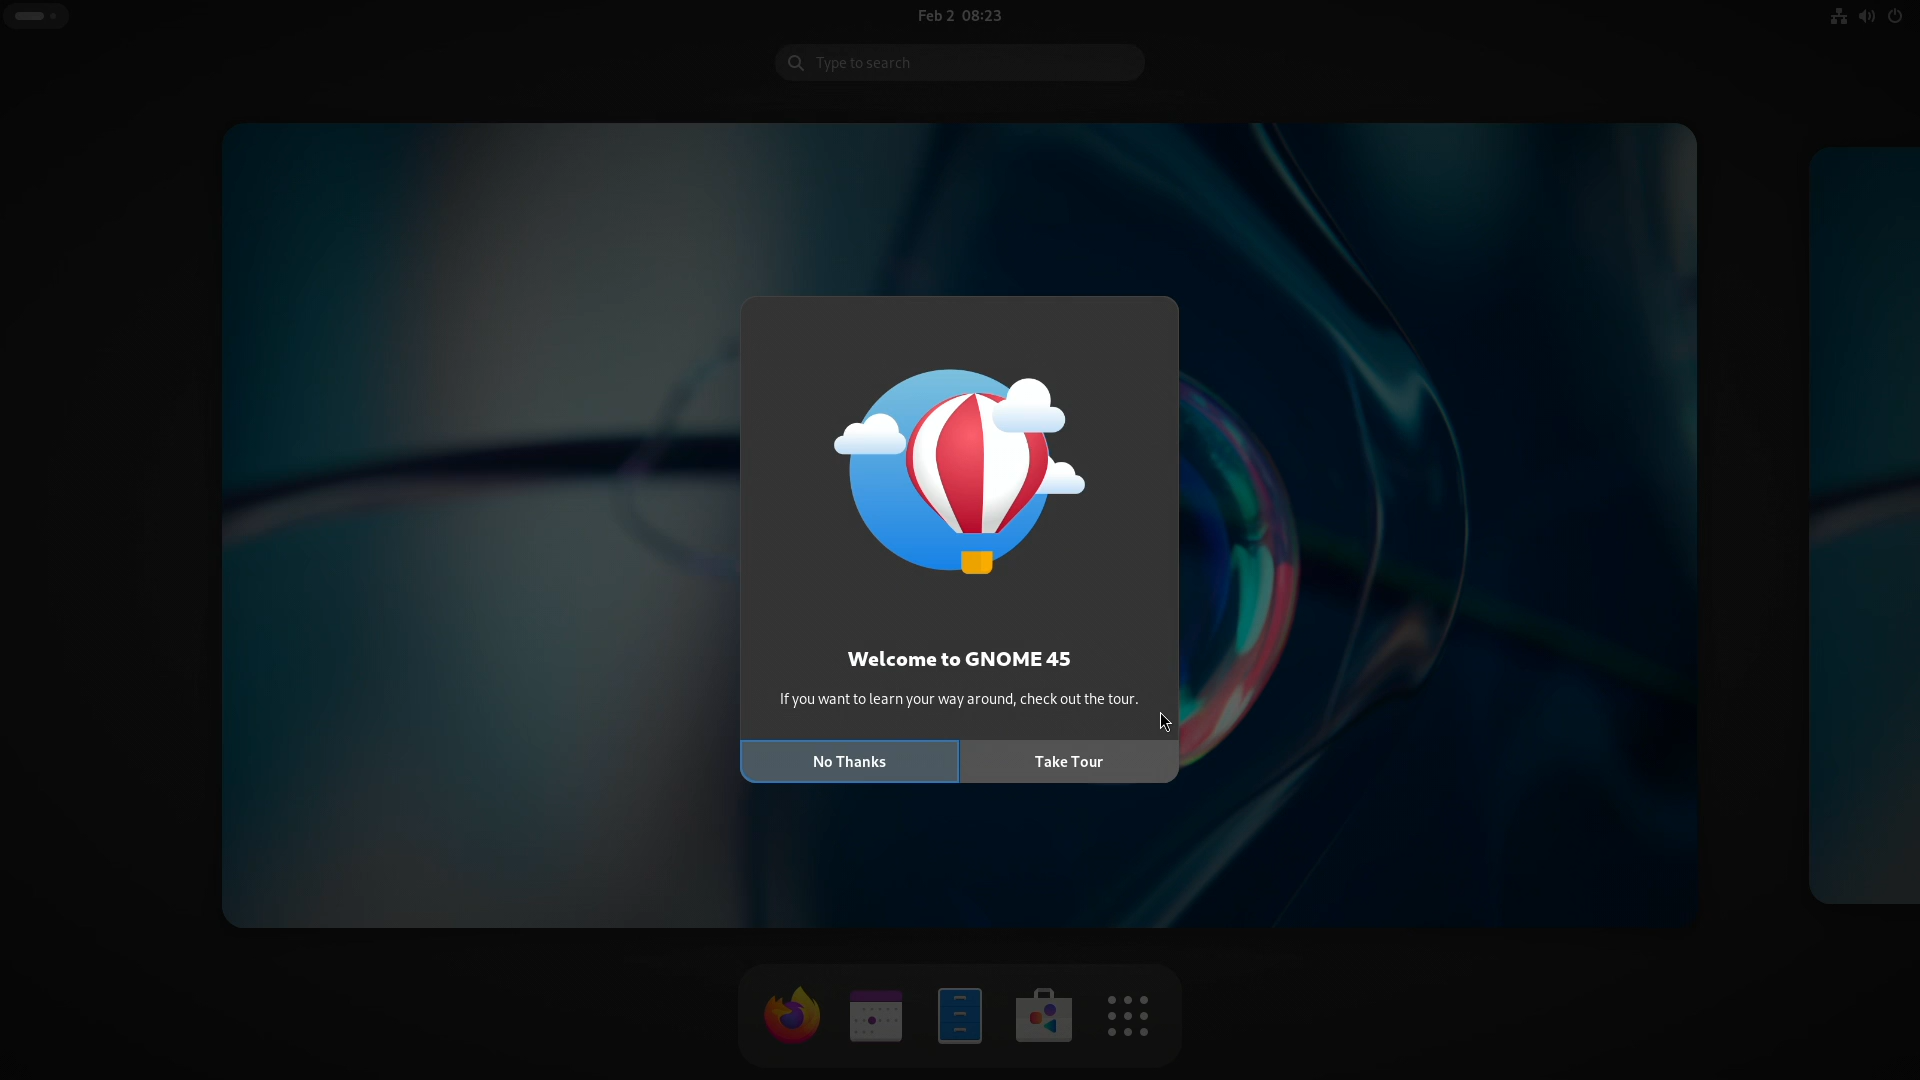 Feb 2 08:23
Type to search
Welcome to GNOME 45
If you want to learn your way around, check out the tour.
No Thanks
Take Tour